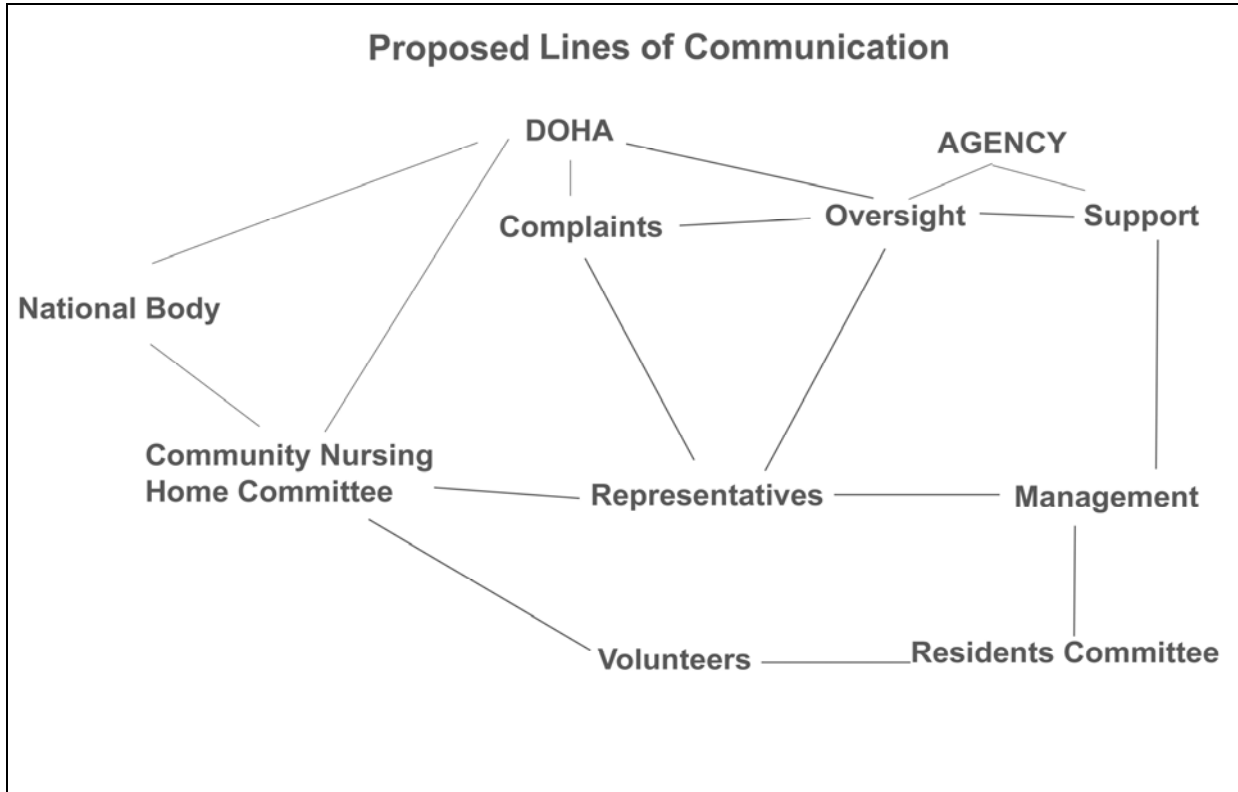 Proposed Lines of Communication
DOHA
AGENCY
Complaints
Oversight
Support
National Body
Community Nursing
Home Committee
Representatives
Management
Volunteers
Residents Committee